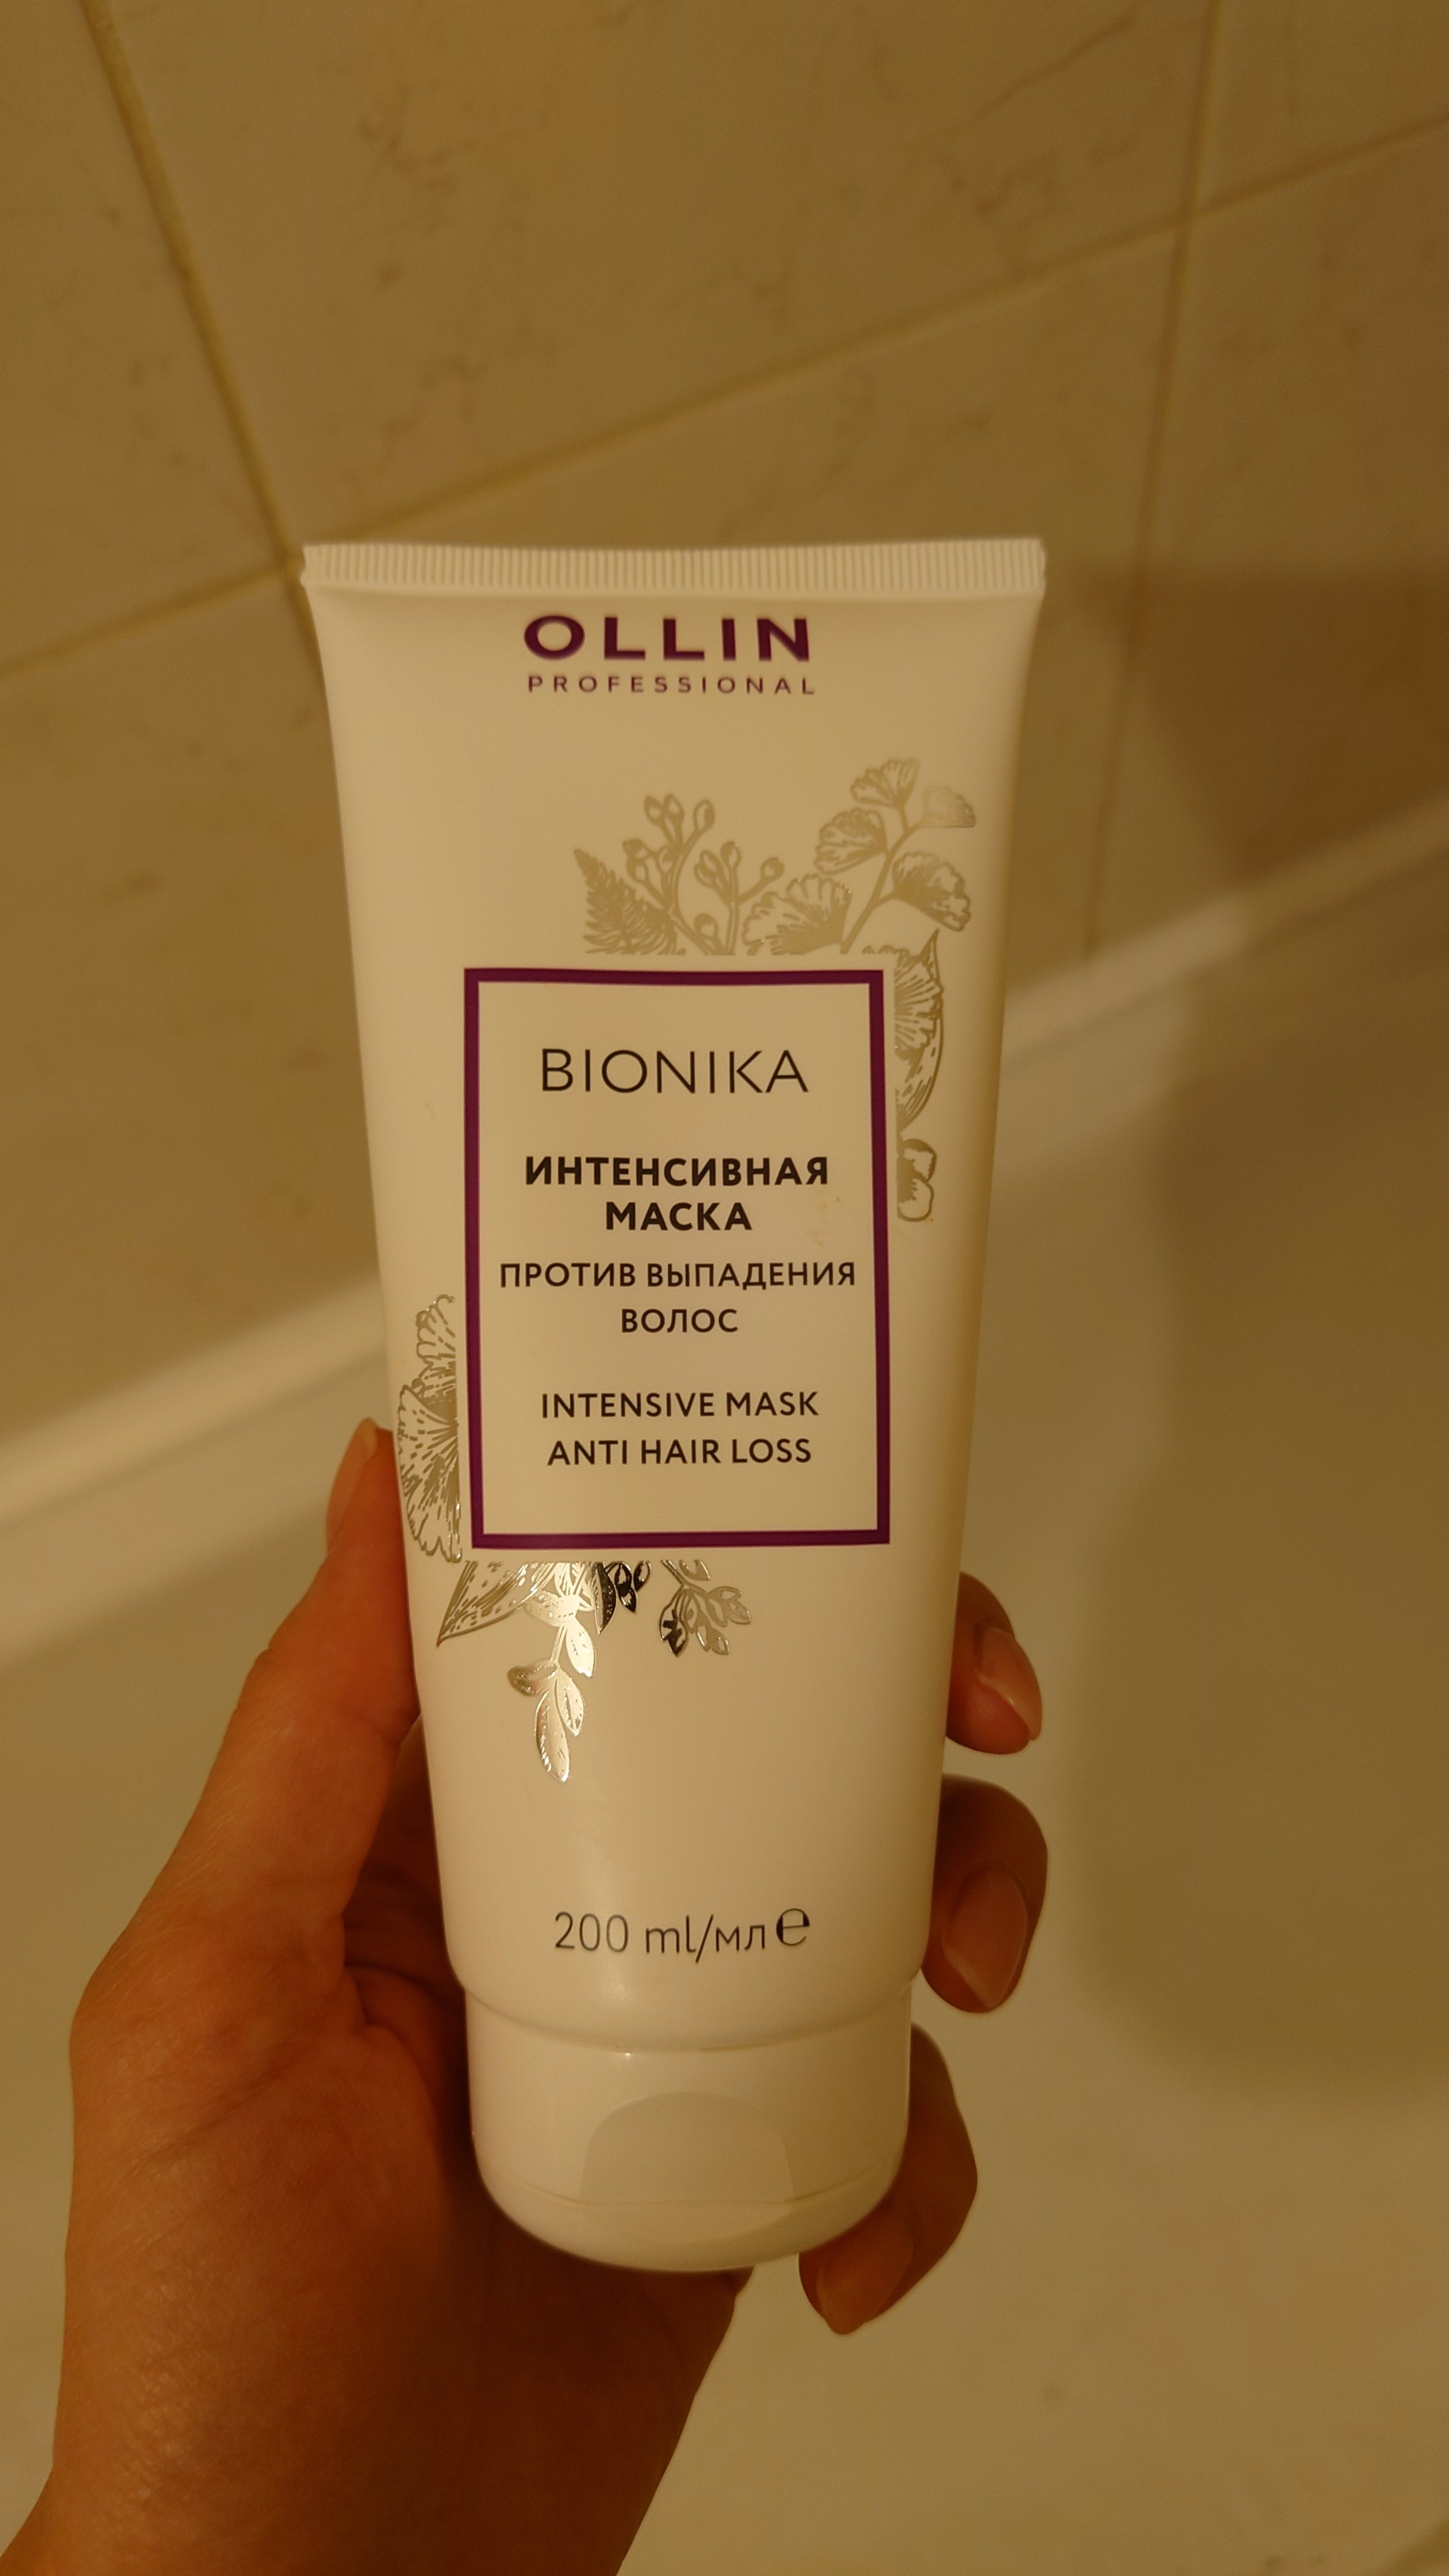 OLLIN
PROFESSIONAL
BIONIKA
ИНТЕНСИВНАЯ
МАСКА
ПРОТИВ ВЫПАДЕНИЯ
ВОЛОС
INTENSIVE MASK
ANTI HAIR LOSS
200 ml/мл℮